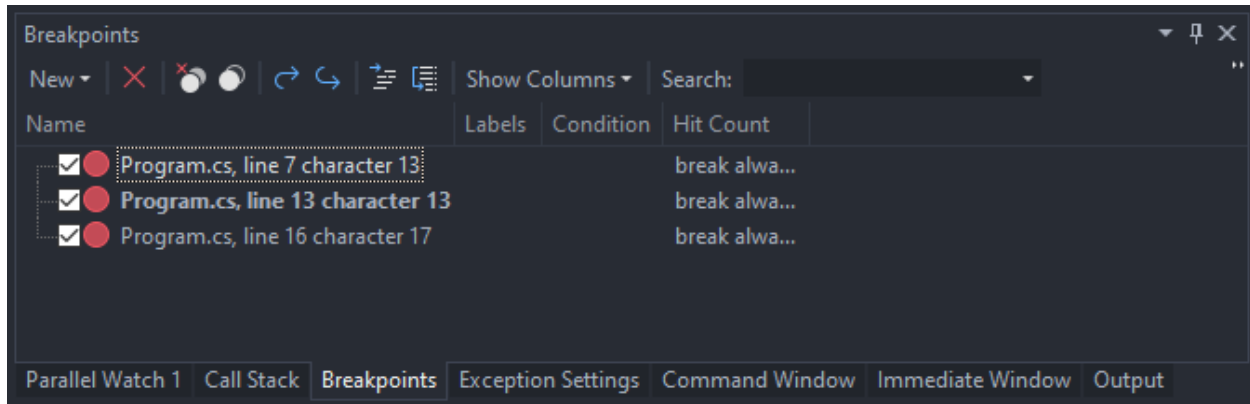 Breakpoints
New Show Columns Search:
Name Labels Condition Hit Count
Program.cs, line 7 character 13 break alwa...
Program.cs, line 13 character 13 break alwa...
Program.cs, line 16 character 17 break alwa...
Parallel Watch 1 Call Stack Breakpoints Exception Settings Command Window Immediate Window Output